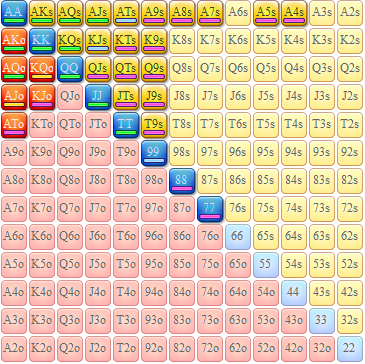 AA AKs AQs AJs ATs A9s A8s A7s A6s A5s A4s A3s A2s
AKo KK KQs KJs KTs K9s K8s K7s K6s K5s K4s K3s K2s
AQo KQo QQ QJs QTs Q9s Q8s Q7s Q6s Q5s Q4s Q3s Q2s
AJo KJo QJo JJ JTs J9s J8s J7s J6s J5s J4s J3s J2s
ATo KTo QTo JTo TT T9s T8s T7s T6s T5s T4s T3s T2s
A9o K9o Q9o J9o T9o 99 98s 97s 96s 95s 94s 93s 92s
A8o K8o Q8o J8o T8o 98o 88 87s 86s 85s 84s 83s 82s
A7o K7o Q7o J7o T7o 97o 87o 77 76s 75s 74s 73s 72s
A6o K6o Q6o J6o T6o 96o 86o 76o 66 65s 64s 63s 62s
A5o K5o Q5o J5o T5o 95o 85o 75o 65o 55 54s 53s 52s
A4o K4o Q4o J4o T4o 94o 84o 74o 64o 54o 44 43s 42s
A3o K3o Q3o J3o T3o 93o 83o 73o 63o 53o 43o 33 32s
A2o K2o Q2o J2o T2o 92o 82o 72o 62o 52o 42o 32o 22